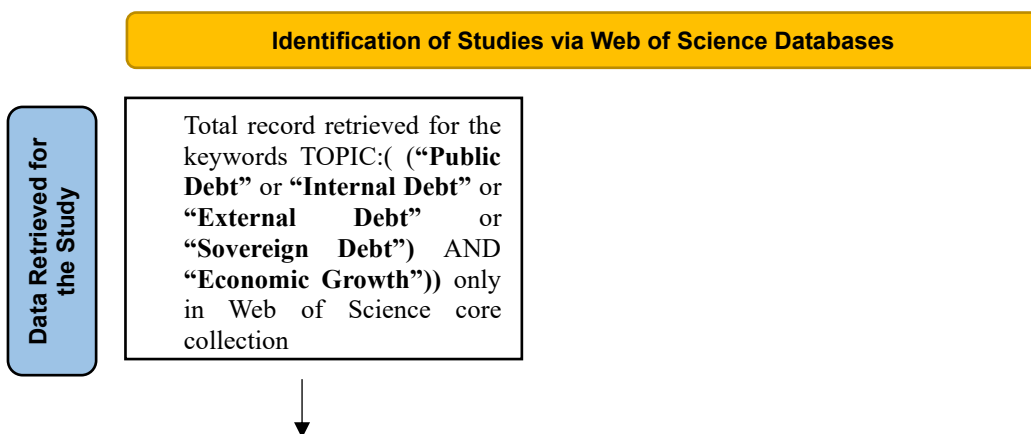 Identification of Studies via Web of Science Databases
Data Retrieved for
the Study
Total record retrieved for the
keywords TOPIC:( (“Public
Debt” or “Internal Debt” or
“External Debt” or
“Sovereign Debt”) AND
“Economic Growth”)) only
in Web of Science core
collection